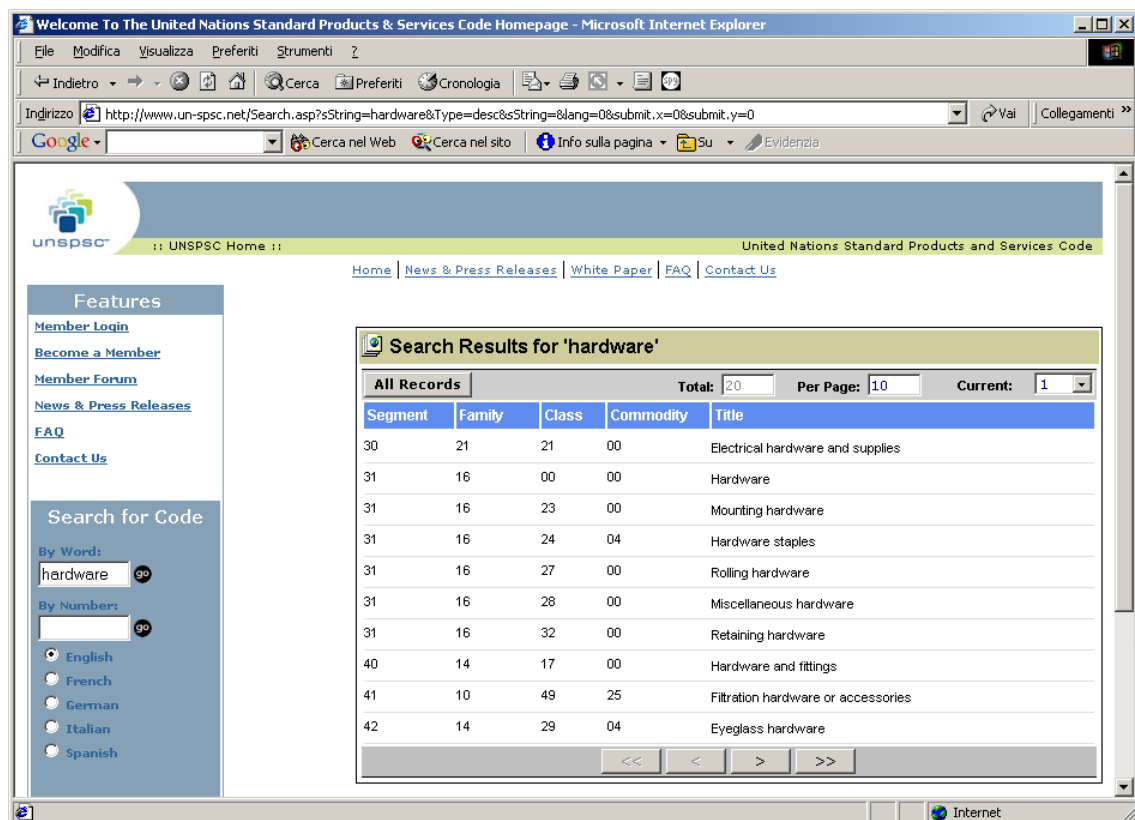 Welcome To The United Nations Standard Products & Services Code Homepage - Microsoft Internet Explorer
File Modifica Visualizza Preferiti Strumenti ?
Indietro Cerca Preferiti Cronologia
Indirizzo http://www.un-spsc.net/Search.asp?sString=hardware&Type=desc&sString=&lang=0&submit.x=0&submit.y=0 Vai Collegamenti »
Google Cerca nel Web Cerca nel sito Info sulla pagina Su Evidenzia
unspsc :: UNSPSC Home :: United Nations Standard Products and Services Code
Home | News & Press Releases | White Paper | FAQ | Contact Us
Features
Member Login
Become a Member
Member Forum
News & Press Releases
FAQ
Contact Us
Search for Code
By Word:
hardware go
By Number:
go
English
French
German
Italian
Spanish
Search Results for 'hardware'
All Records Total: 20 Per Page: 10 Current: 1
Segment Family Class Commodity Title
30 21 21 00 Electrical hardware and supplies
31 16 00 00 Hardware
31 16 23 00 Mounting hardware
31 16 24 04 Hardware staples
31 16 27 00 Rolling hardware
31 16 28 00 Miscellaneous hardware
31 16 32 00 Retaining hardware
40 14 17 00 Hardware and fittings
41 10 49 25 Filtration hardware or accessories
42 14 29 04 Eyeglass hardware
<< < > >>
Internet